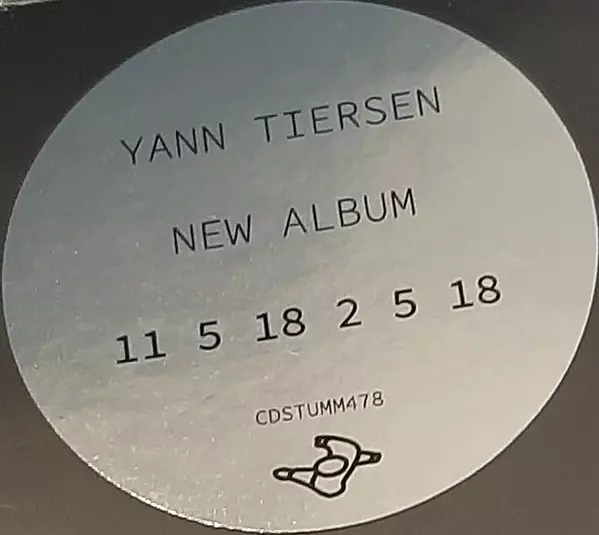 YANN TIERSEN
NEW ALBUM
11 5 18 2 5 18
CDSTUMM478